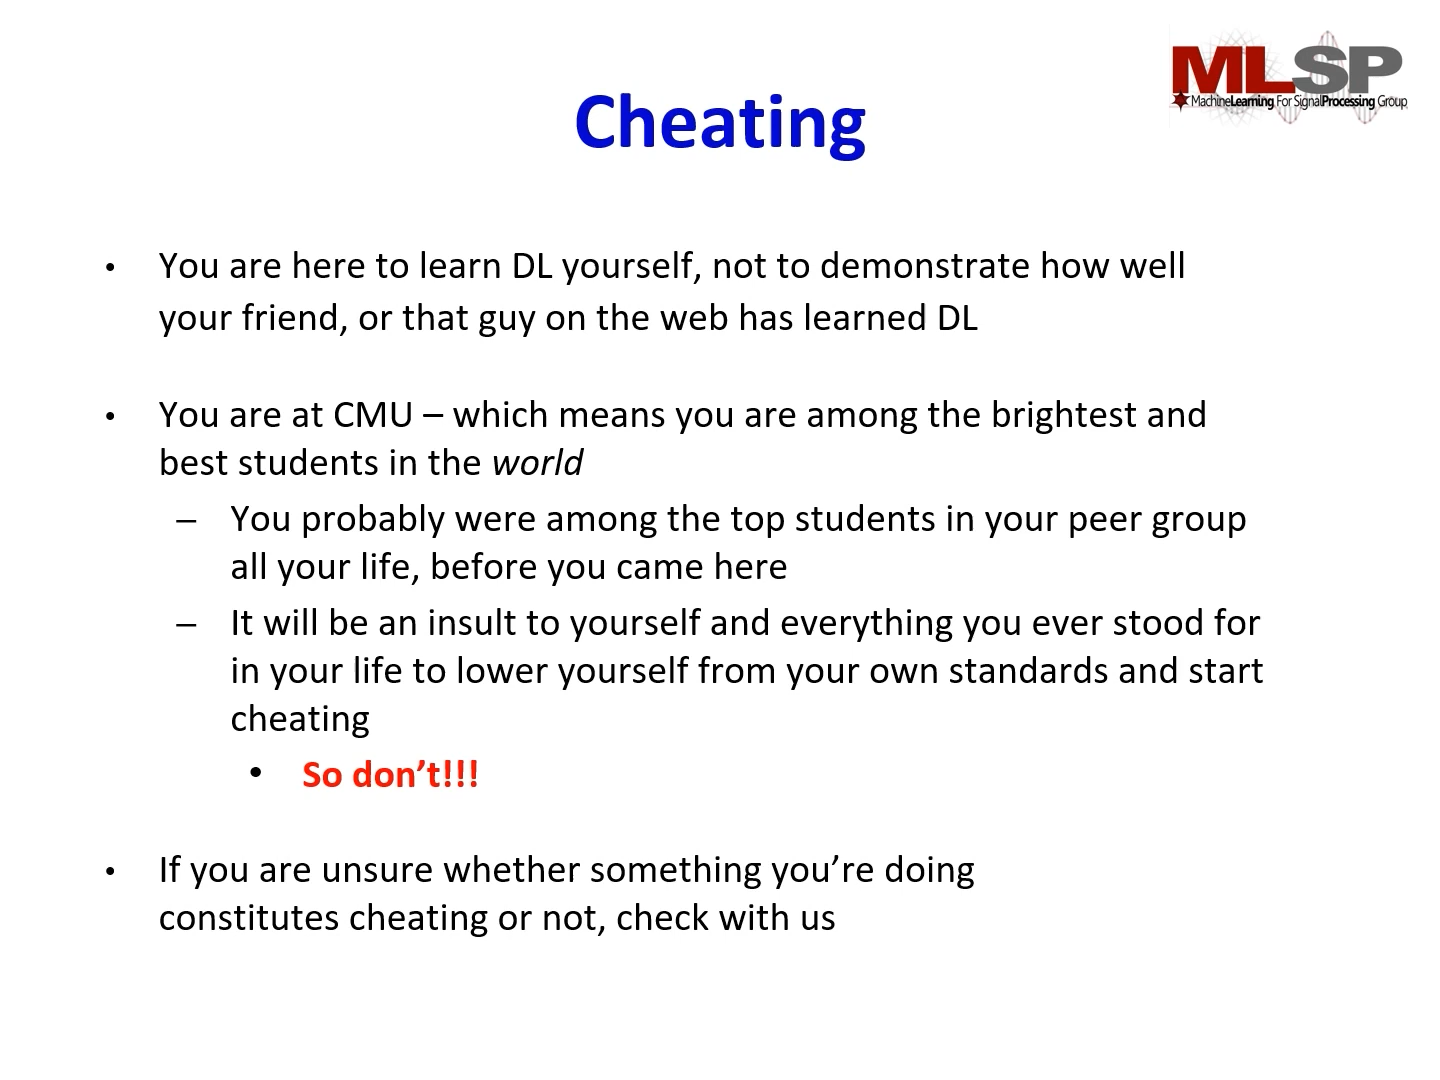 MLSP
MachineLearning For SignalProcessing Group
Cheating
• You are here to learn DL yourself, not to demonstrate how well
your friend, or that guy on the web has learned DL
• You are at CMU – which means you are among the brightest and
best students in the world
– You probably were among the top students in your peer group
all your life, before you came here
– It will be an insult to yourself and everything you ever stood for
in your life to lower yourself from your own standards and start
cheating
• So don’t!!!
• If you are unsure whether something you’re doing
constitutes cheating or not, check with us